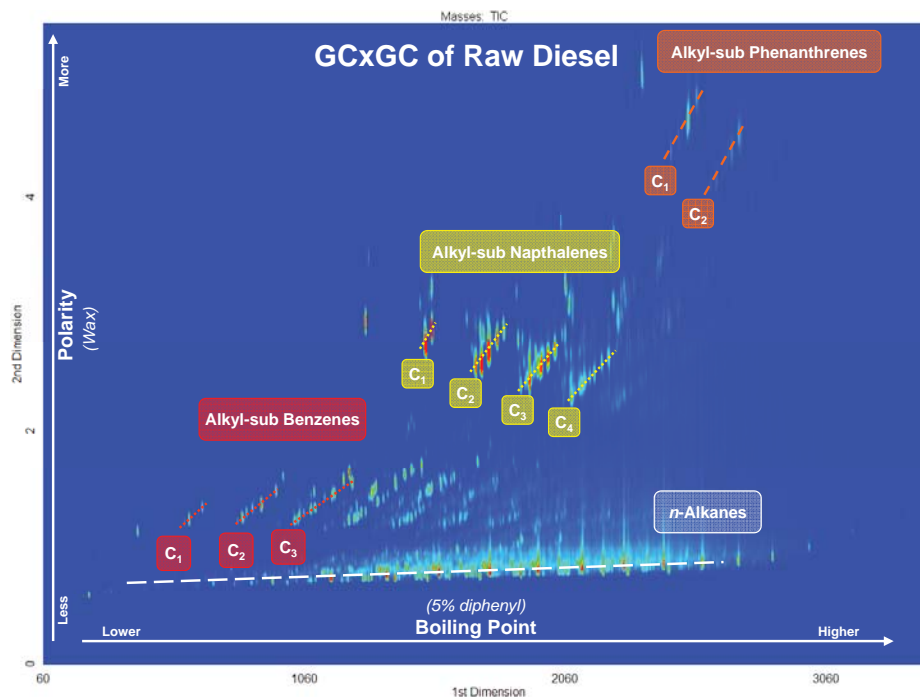 Masses: TIC
GCxGC of Raw Diesel
Alkyl-sub Phenanthrenes
More
Polarity
(Wax)
Less
2nd Dimension
4
2
0
C₁
C₂
Alkyl-sub Napthalenes
C₁
C₂
C₃
C₄
Alkyl-sub Benzenes
C₁
C₂
C₃
n-Alkanes
(5% diphenyl)
Lower
Boiling Point
Higher
60
1060
2060
3060
1st Dimension